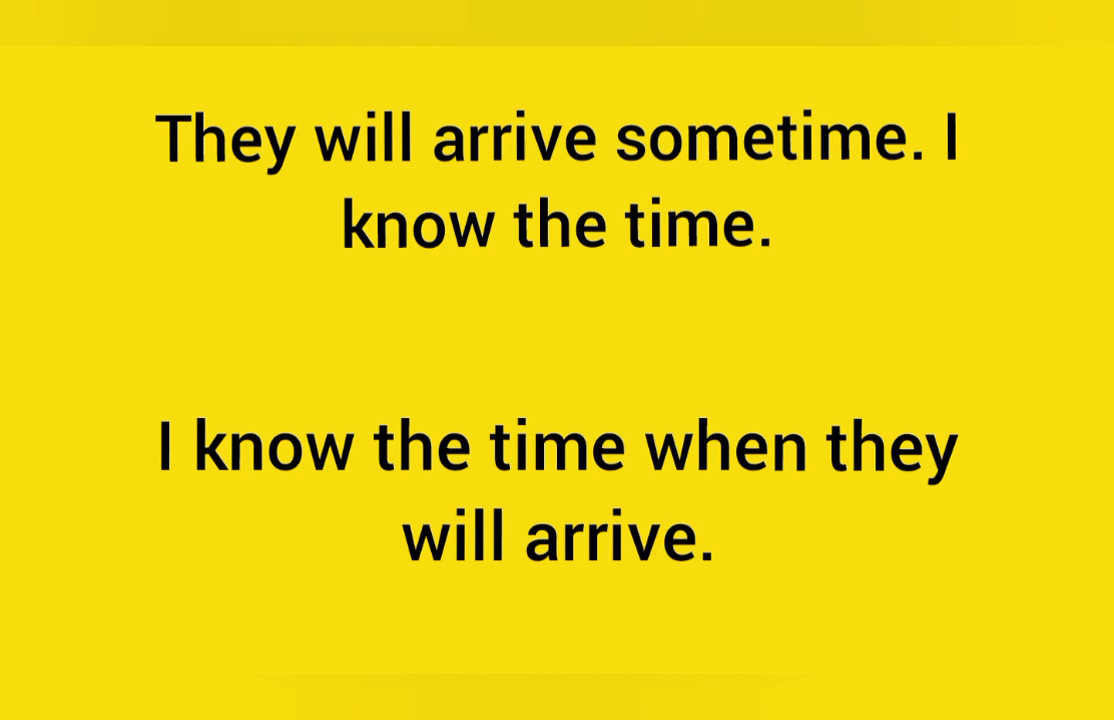 They will arrive sometime. I
know the time.
I know the time when they
will arrive.